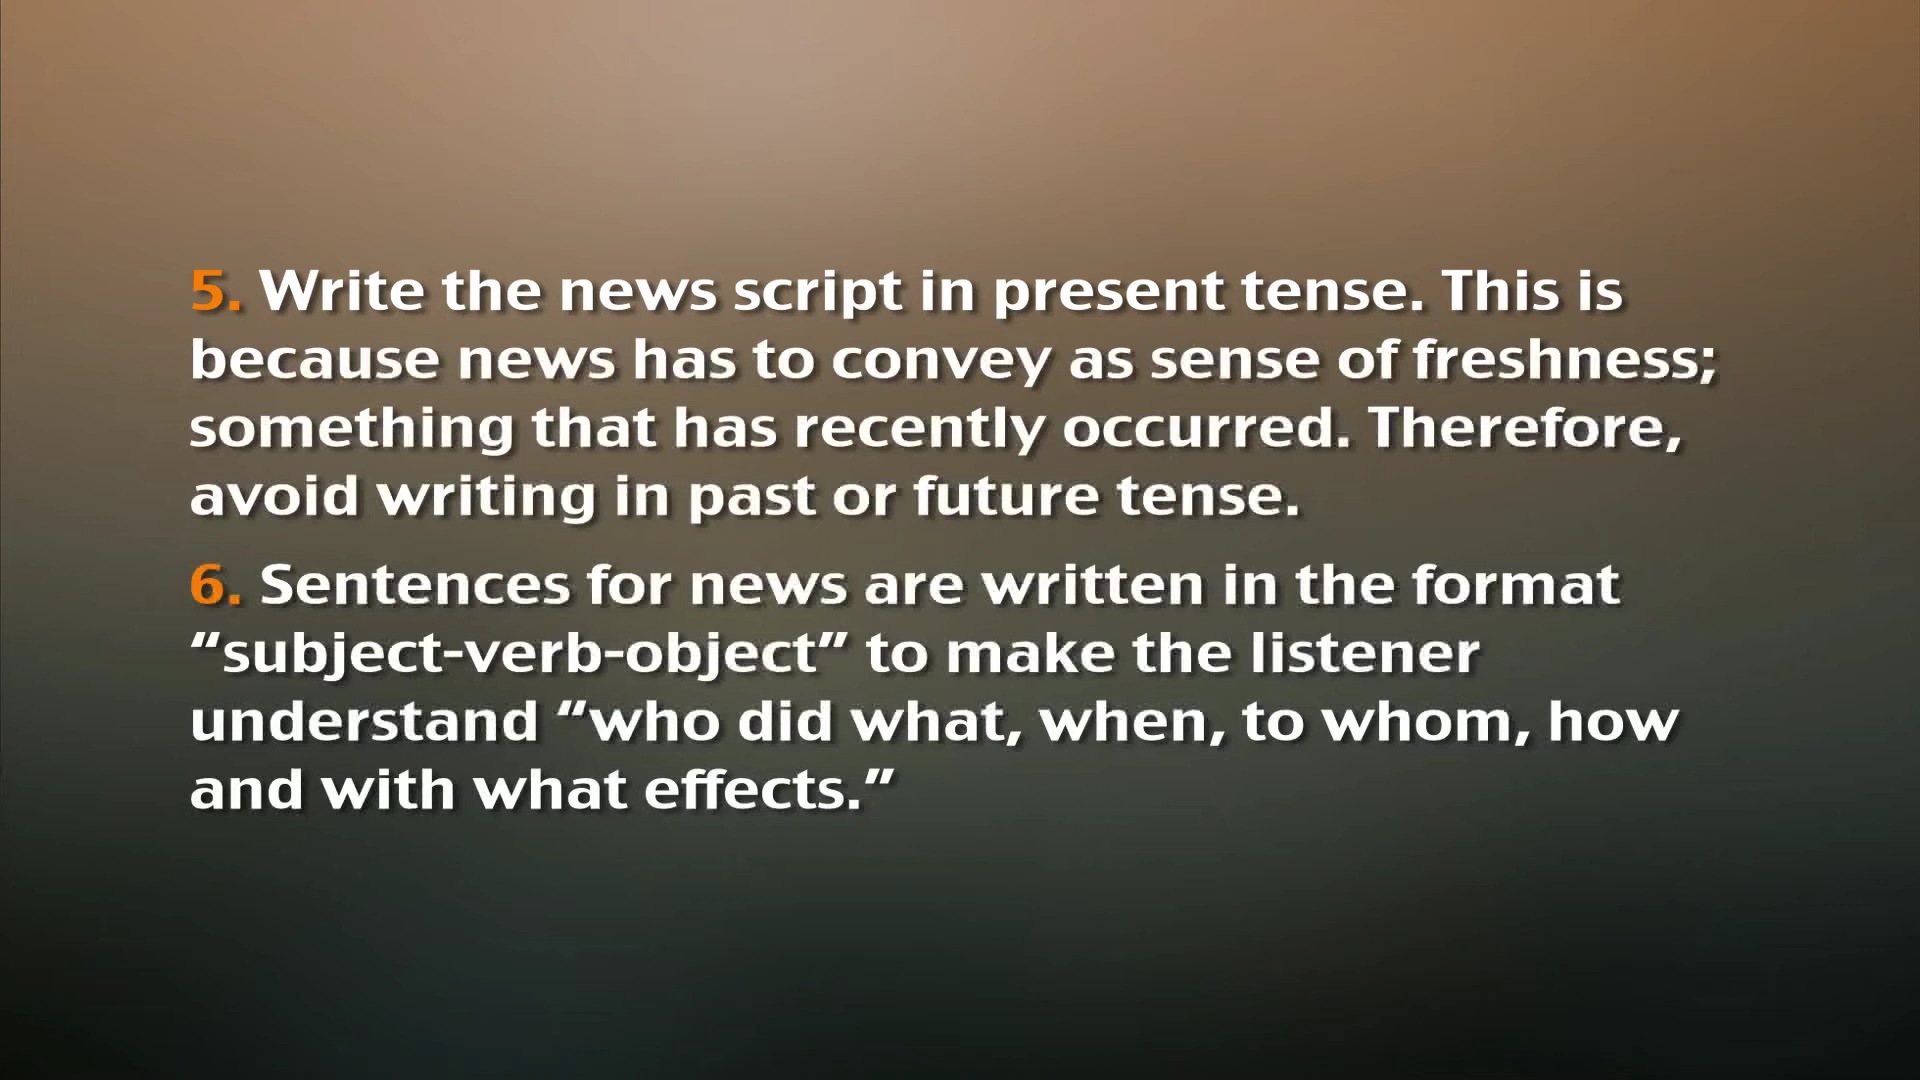 5. Write the news script in present tense. This is
because news has to convey as sense of freshness;
something that has recently occurred. Therefore,
avoid writing in past or future tense.
6. Sentences for news are written in the format
“subject-verb-object” to make the listener
understand “who did what, when, to whom, how
and with what effects.”